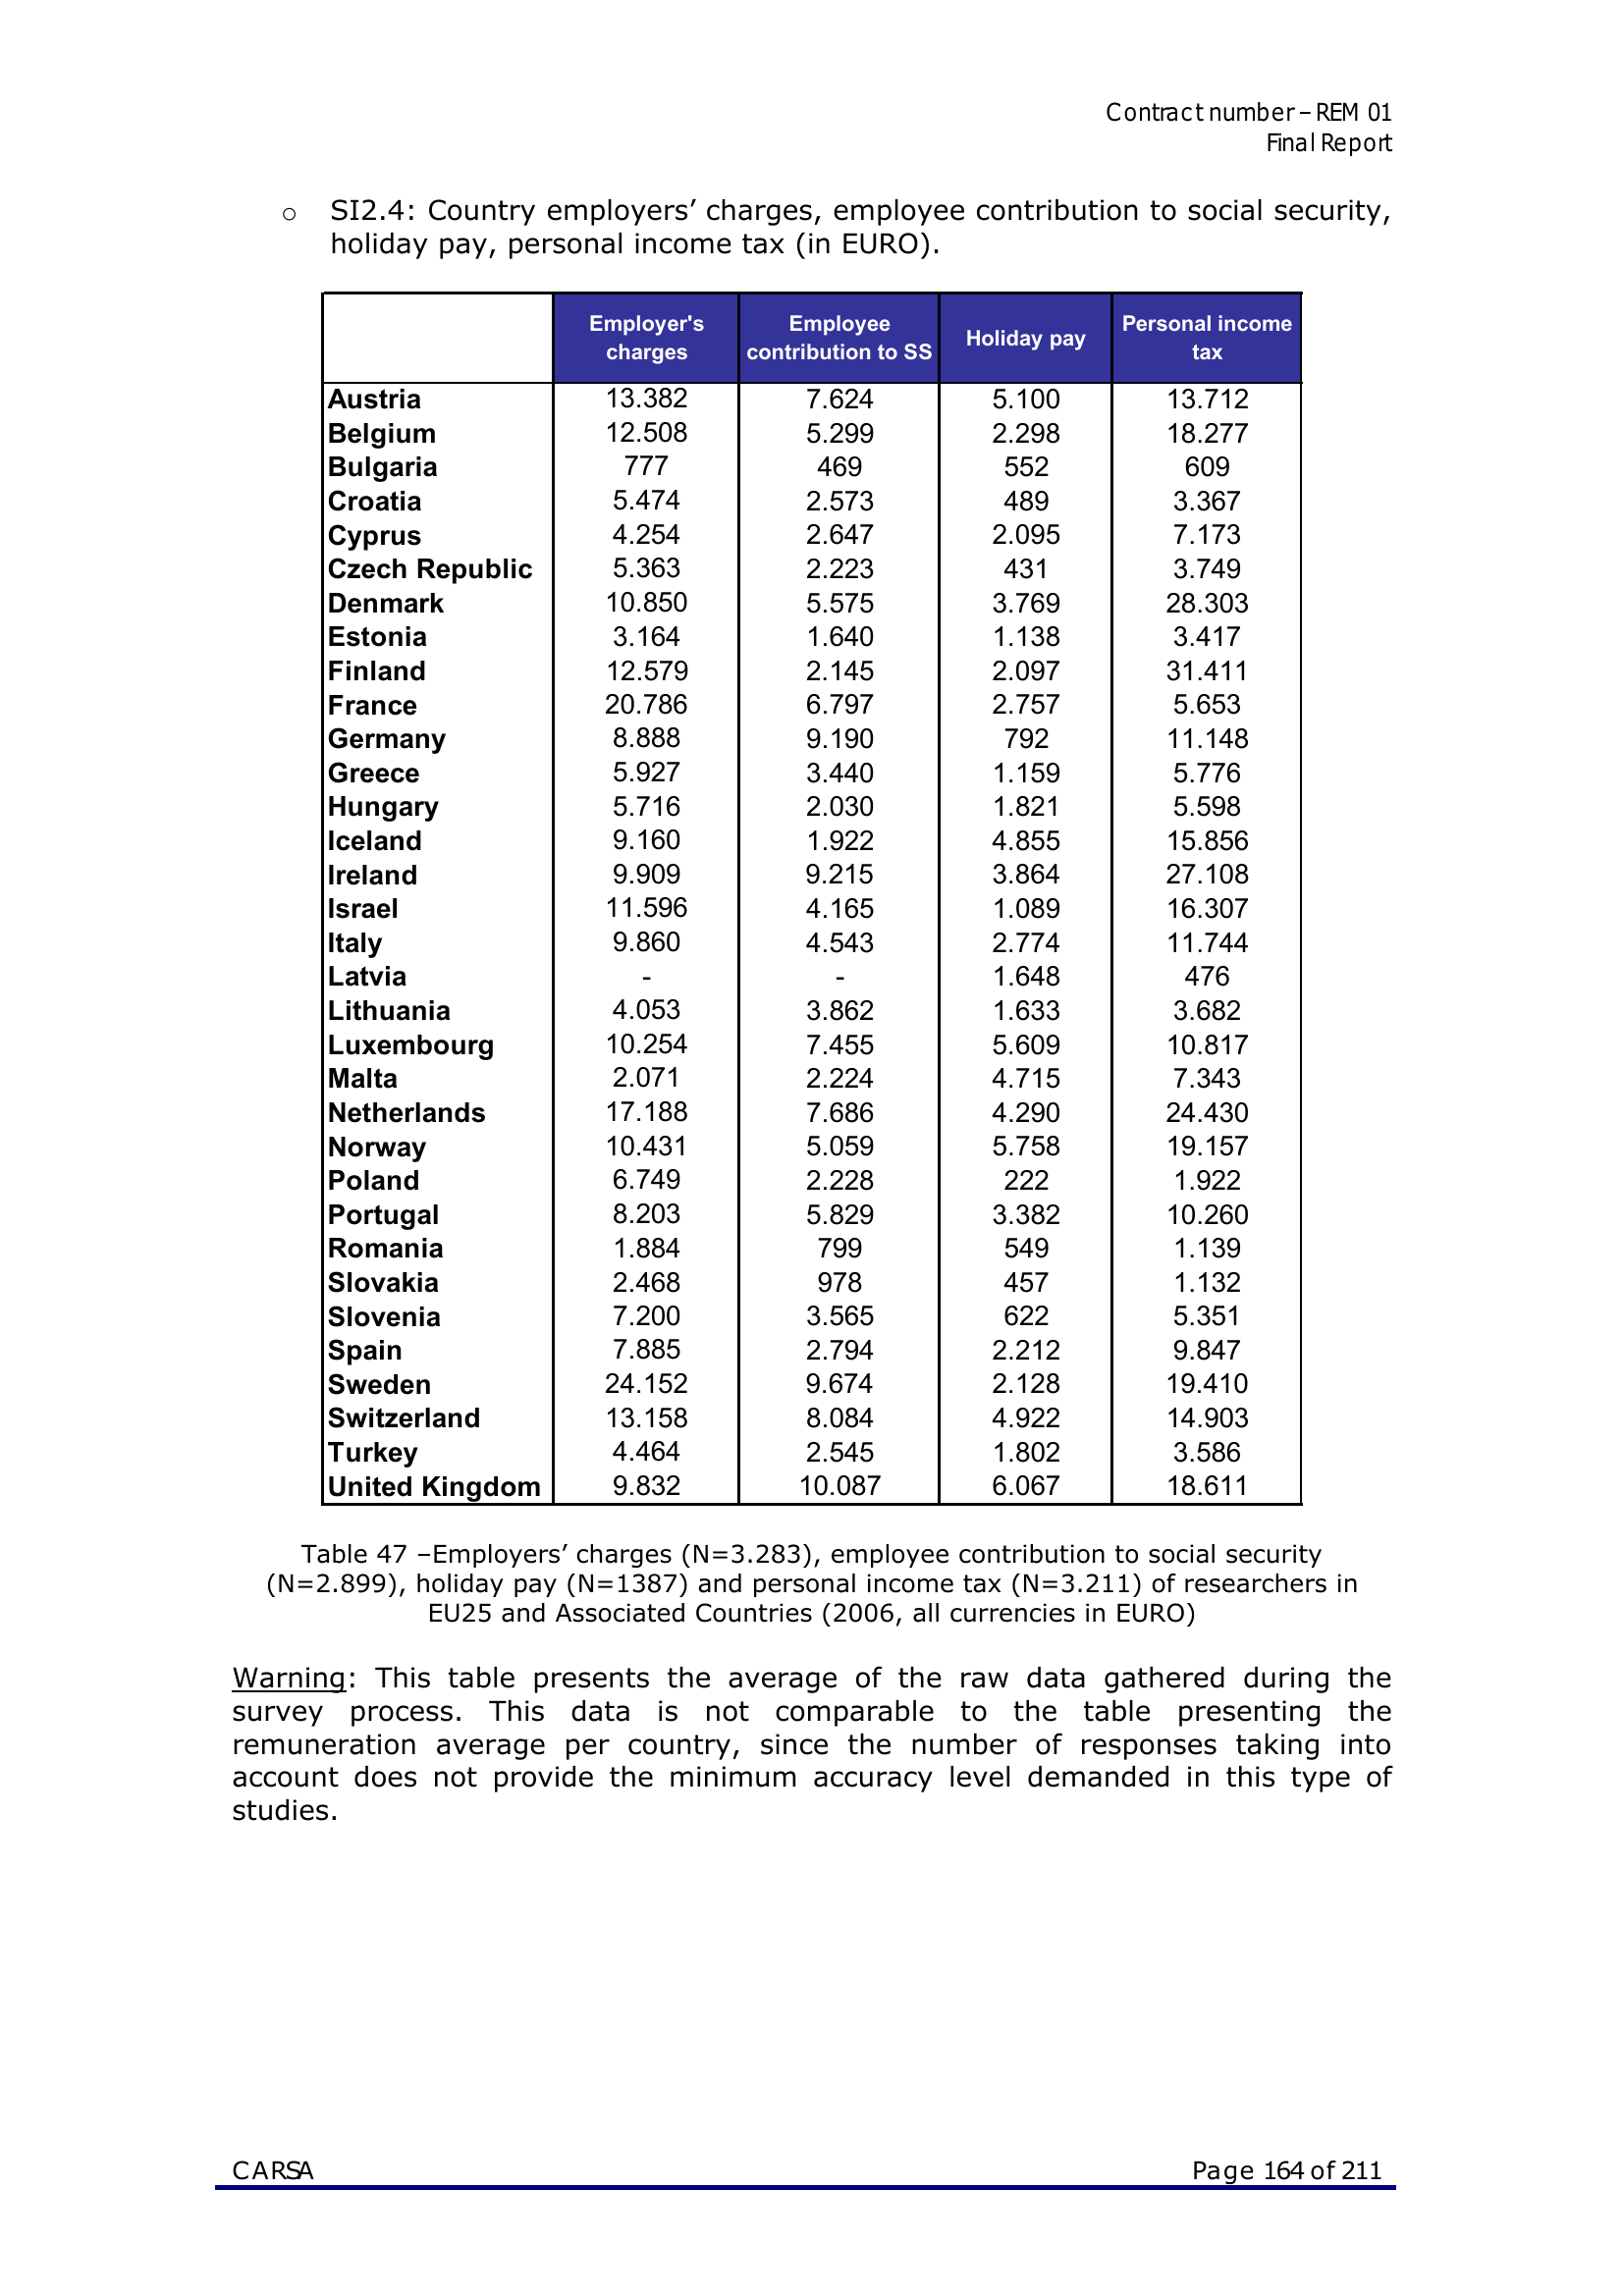 Contract number – REM 01
Final Report
o SI2.4: Country employers’ charges, employee contribution to social security,
holiday pay, personal income tax (in EURO).
Employer's charges Employee contribution to SS Holiday pay Personal income tax
Austria 13.382 7.624 5.100 13.712
Belgium 12.508 5.299 2.298 18.277
Bulgaria 777 469 552 609
Croatia 5.474 2.573 489 3.367
Cyprus 4.254 2.647 2.095 7.173
Czech Republic 5.363 2.223 431 3.749
Denmark 10.850 5.575 3.769 28.303
Estonia 3.164 1.640 1.138 3.417
Finland 12.579 2.145 2.097 31.411
France 20.786 6.797 2.757 5.653
Germany 8.888 9.190 792 11.148
Greece 5.927 3.440 1.159 5.776
Hungary 5.716 2.030 1.821 5.598
Iceland 9.160 1.922 4.855 15.856
Ireland 9.909 9.215 3.864 27.108
Israel 11.596 4.165 1.089 16.307
Italy 9.860 4.543 2.774 11.744
Latvia - - 1.648 476
Lithuania 4.053 3.862 1.633 3.682
Luxembourg 10.254 7.455 5.609 10.817
Malta 2.071 2.224 4.715 7.343
Netherlands 17.188 7.686 4.290 24.430
Norway 10.431 5.059 5.758 19.157
Poland 6.749 2.228 222 1.922
Portugal 8.203 5.829 3.382 10.260
Romania 1.884 799 549 1.139
Slovakia 2.468 978 457 1.132
Slovenia 7.200 3.565 622 5.351
Spain 7.885 2.794 2.212 9.847
Sweden 24.152 9.674 2.128 19.410
Switzerland 13.158 8.084 4.922 14.903
Turkey 4.464 2.545 1.802 3.586
United Kingdom 9.832 10.087 6.067 18.611
Table 47 –Employers’ charges (N=3.283), employee contribution to social security
(N=2.899), holiday pay (N=1387) and personal income tax (N=3.211) of researchers in
EU25 and Associated Countries (2006, all currencies in EURO)
Warning: This table presents the average of the raw data gathered during the
survey process. This data is not comparable to the table presenting the
remuneration average per country, since the number of responses taking into
account does not provide the minimum accuracy level demanded in this type of
studies.
CARSA Page 164 of 211